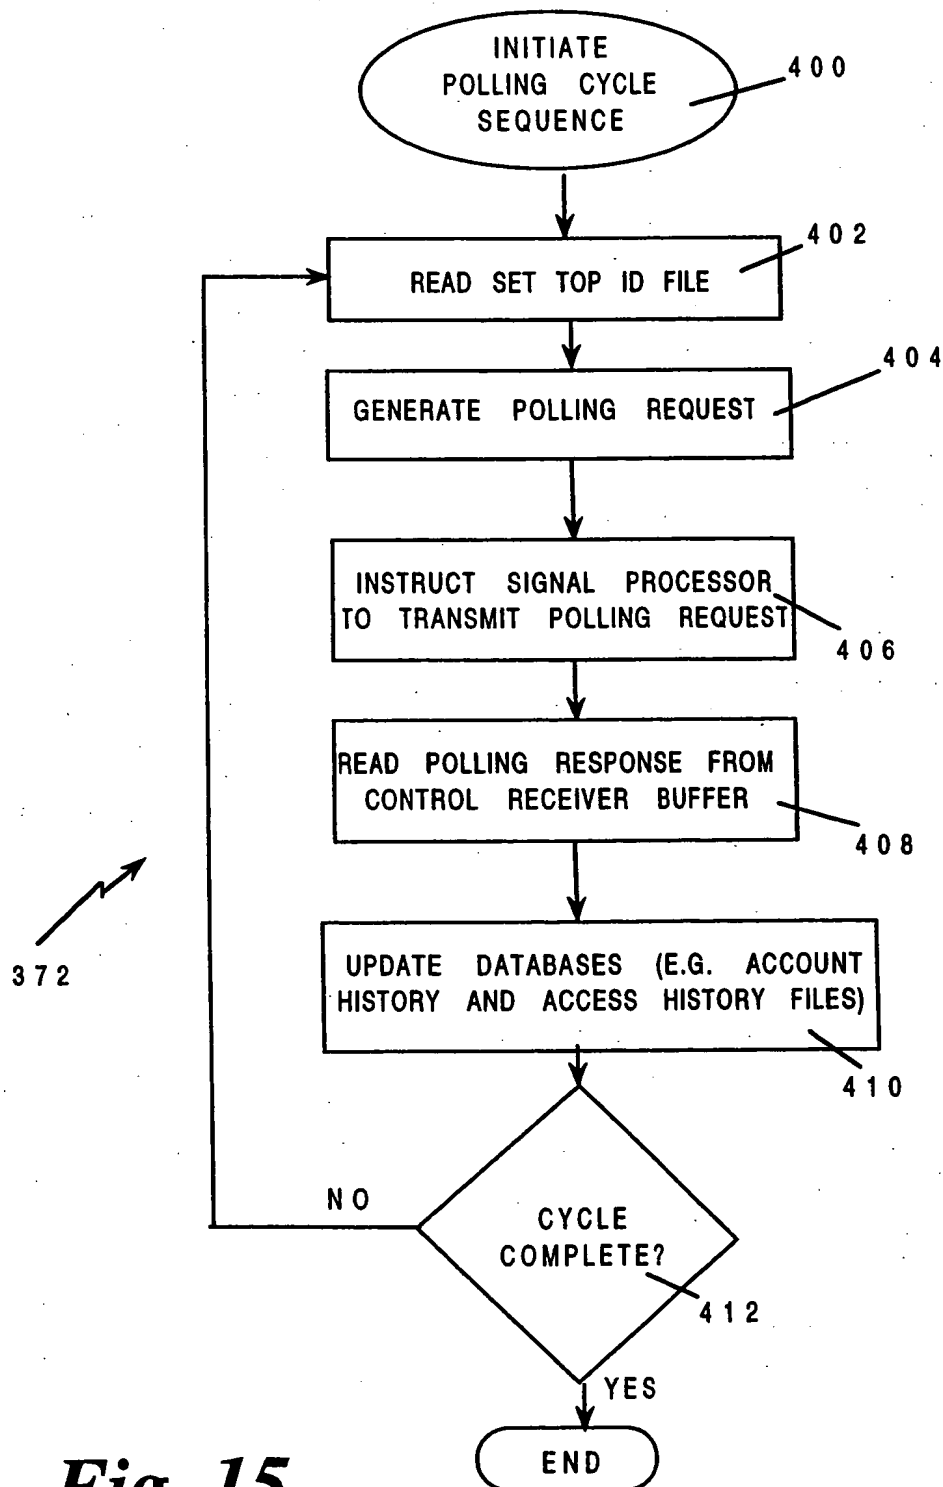 INITIATE
POLLING CYCLE
SEQUENCE
400
402
READ SET TOP ID FILE
404
GENERATE POLLING REQUEST
INSTRUCT SIGNAL PROCESSOR
TO TRANSMIT POLLING REQUEST
406
READ POLLING RESPONSE FROM
CONTROL RECEIVER BUFFER
408
372
UPDATE DATABASES (E.G. ACCOUNT
HISTORY AND ACCESS HISTORY FILES)
410
NO
CYCLE
COMPLETE?
412
YES
END
Fig. 15